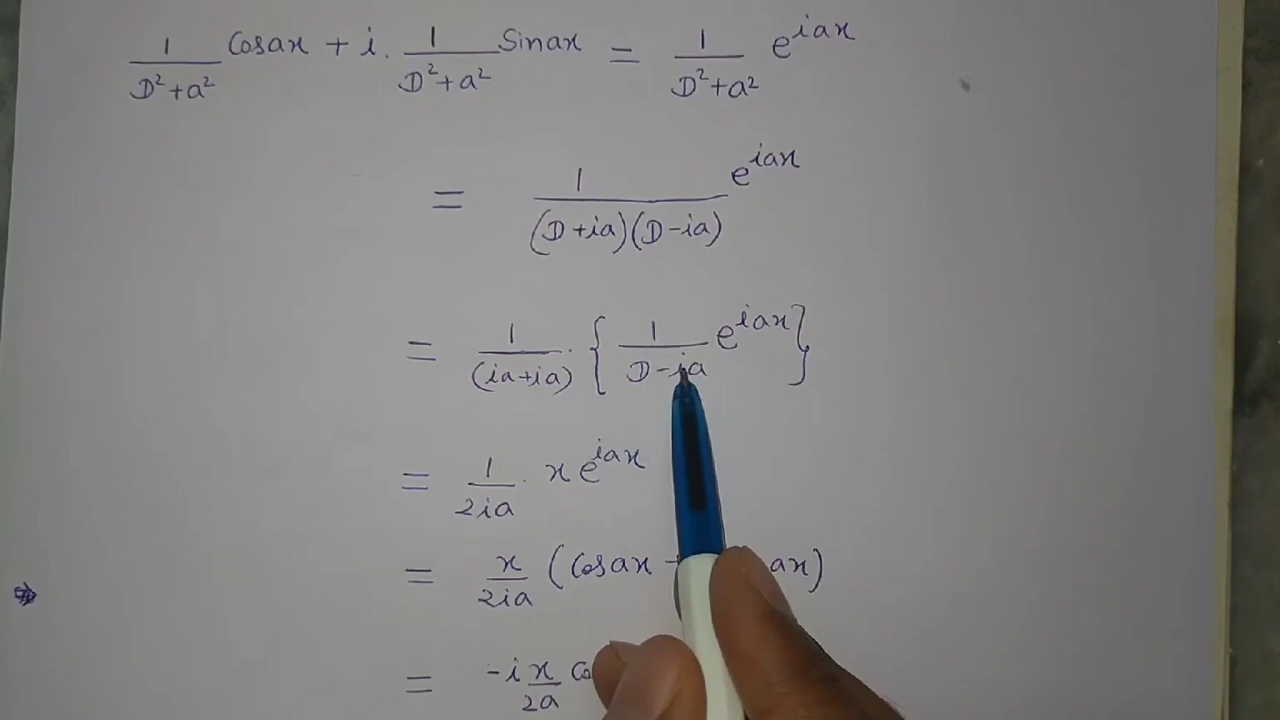 1/(D²+a²) Cosax + i. 1/(D²+a²) Sinax = 1/(D²+a²) e^{iax}
= 1/((D+ia)(D-ia)) e^{iax}
= 1/(ia+ia) . { 1/(D-ia) e^{iax} }
= 1/(2ia) . x e^{iax}
= x/(2ia) (Cosax ax)
= -i x/(2a)